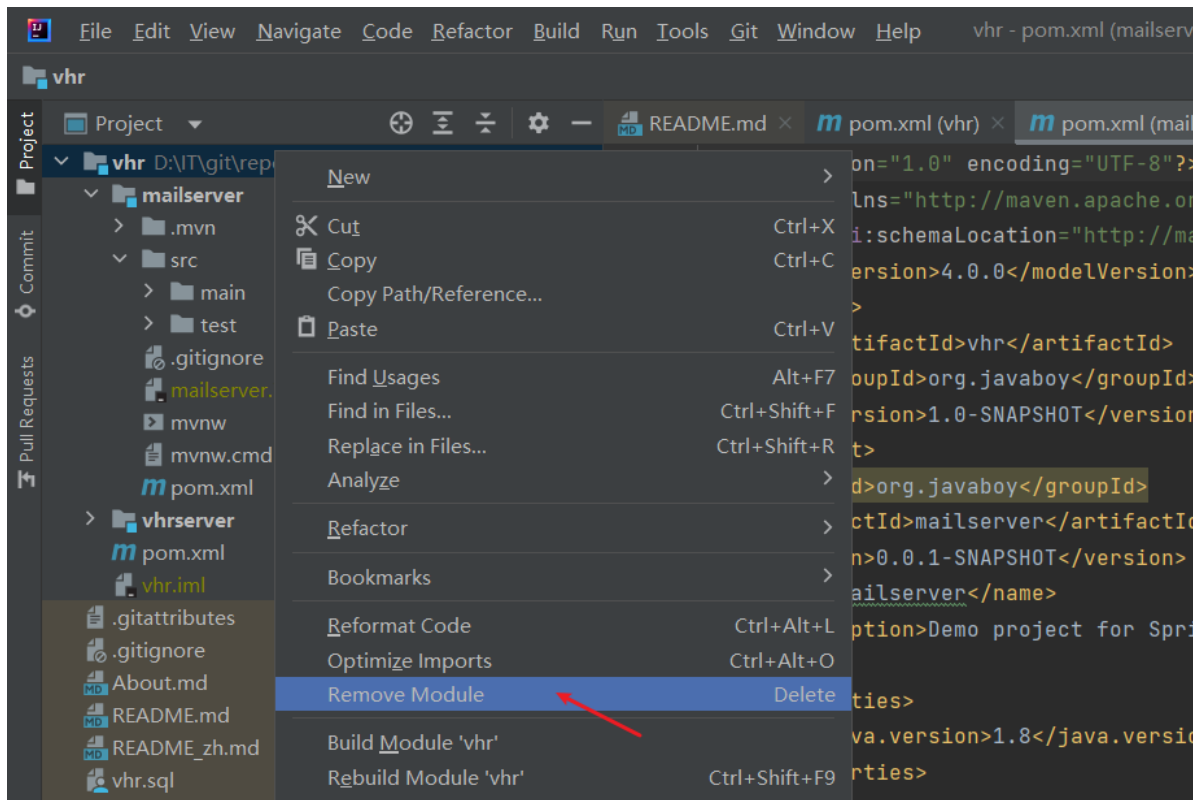 File Edit View Navigate Code Refactor Build Run Tools Git Window Help vhr - pom.xml (mailserv
vhr
Project README.md pom.xml (vhr) pom.xml (mail
Project
Commit
Pull Requests
vhr D:\IT\git\repo
mailserver
.mvn
src
main
test
.gitignore
mailserver.
mvnw
mvnw.cmd
pom.xml
vhrserver
pom.xml
vhr.iml
.gitattributes
.gitignore
About.md
README.md
README_zh.md
vhr.sql
New
Cut Ctrl+X
Copy Ctrl+C
Copy Path/Reference...
Paste Ctrl+V
Find Usages Alt+F7
Find in Files... Ctrl+Shift+F
Replace in Files... Ctrl+Shift+R
Analyze
Refactor
Bookmarks
Reformat Code Ctrl+Alt+L
Optimize Imports Ctrl+Alt+O
Remove Module Delete
Build Module 'vhr'
Rebuild Module 'vhr' Ctrl+Shift+F9
on="1.0" encoding="UTF-8"?>
lns="http://maven.apache.or
i:schemaLocation="http://ma
ersion>4.0.0</modelVersion>
>
tifactId>vhr</artifactId>
oupId>org.javaboy</groupId>
rsion>1.0-SNAPSHOT</version
t>
d>org.javaboy</groupId>
ctId>mailserver</artifactId
n>0.0.1-SNAPSHOT</version>
ailserver</name>
ption>Demo project for Spri
ties>
va.version>1.8</java.versio
rties>